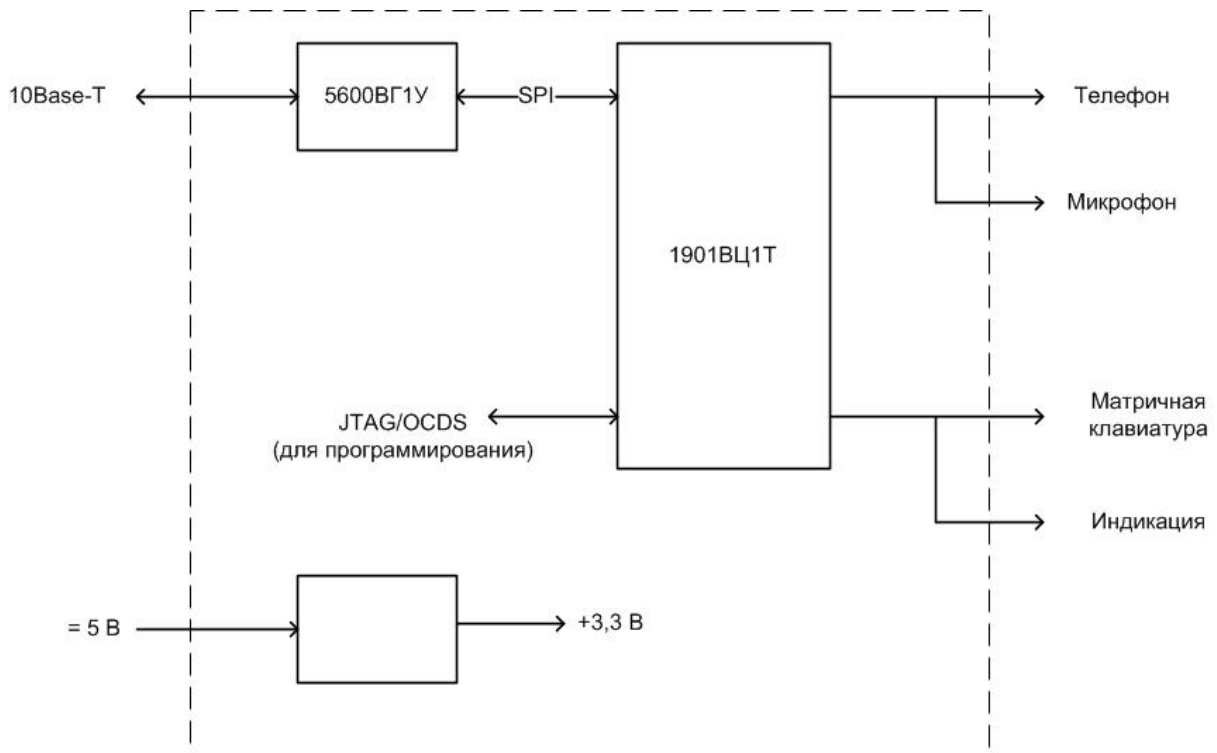 10Base-T
5600ВГ1У
SPI
Телефон
Микрофон
1901ВЦ1Т
JTAG/OCDS
(для программирования)
Матричная
клавиатура
Индикация
= 5 В
+3,3 В